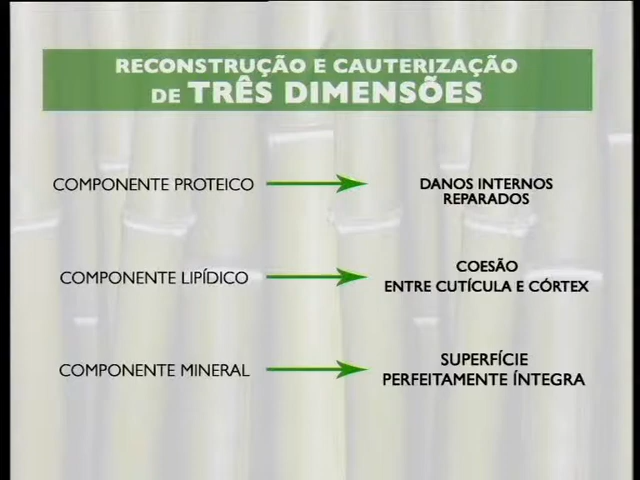 RECONSTRUÇÃO E CAUTERIZAÇÃO
DE TRÊS DIMENSÕES
COMPONENTE PROTEICO
DANOS INTERNOS
REPARADOS
COMPONENTE LIPÍDICO
COESÃO
ENTRE CUTÍCULA E CÓRTEX
COMPONENTE MINERAL
SUPERFÍCIE
PERFEITAMENTE ÍNTEGRA